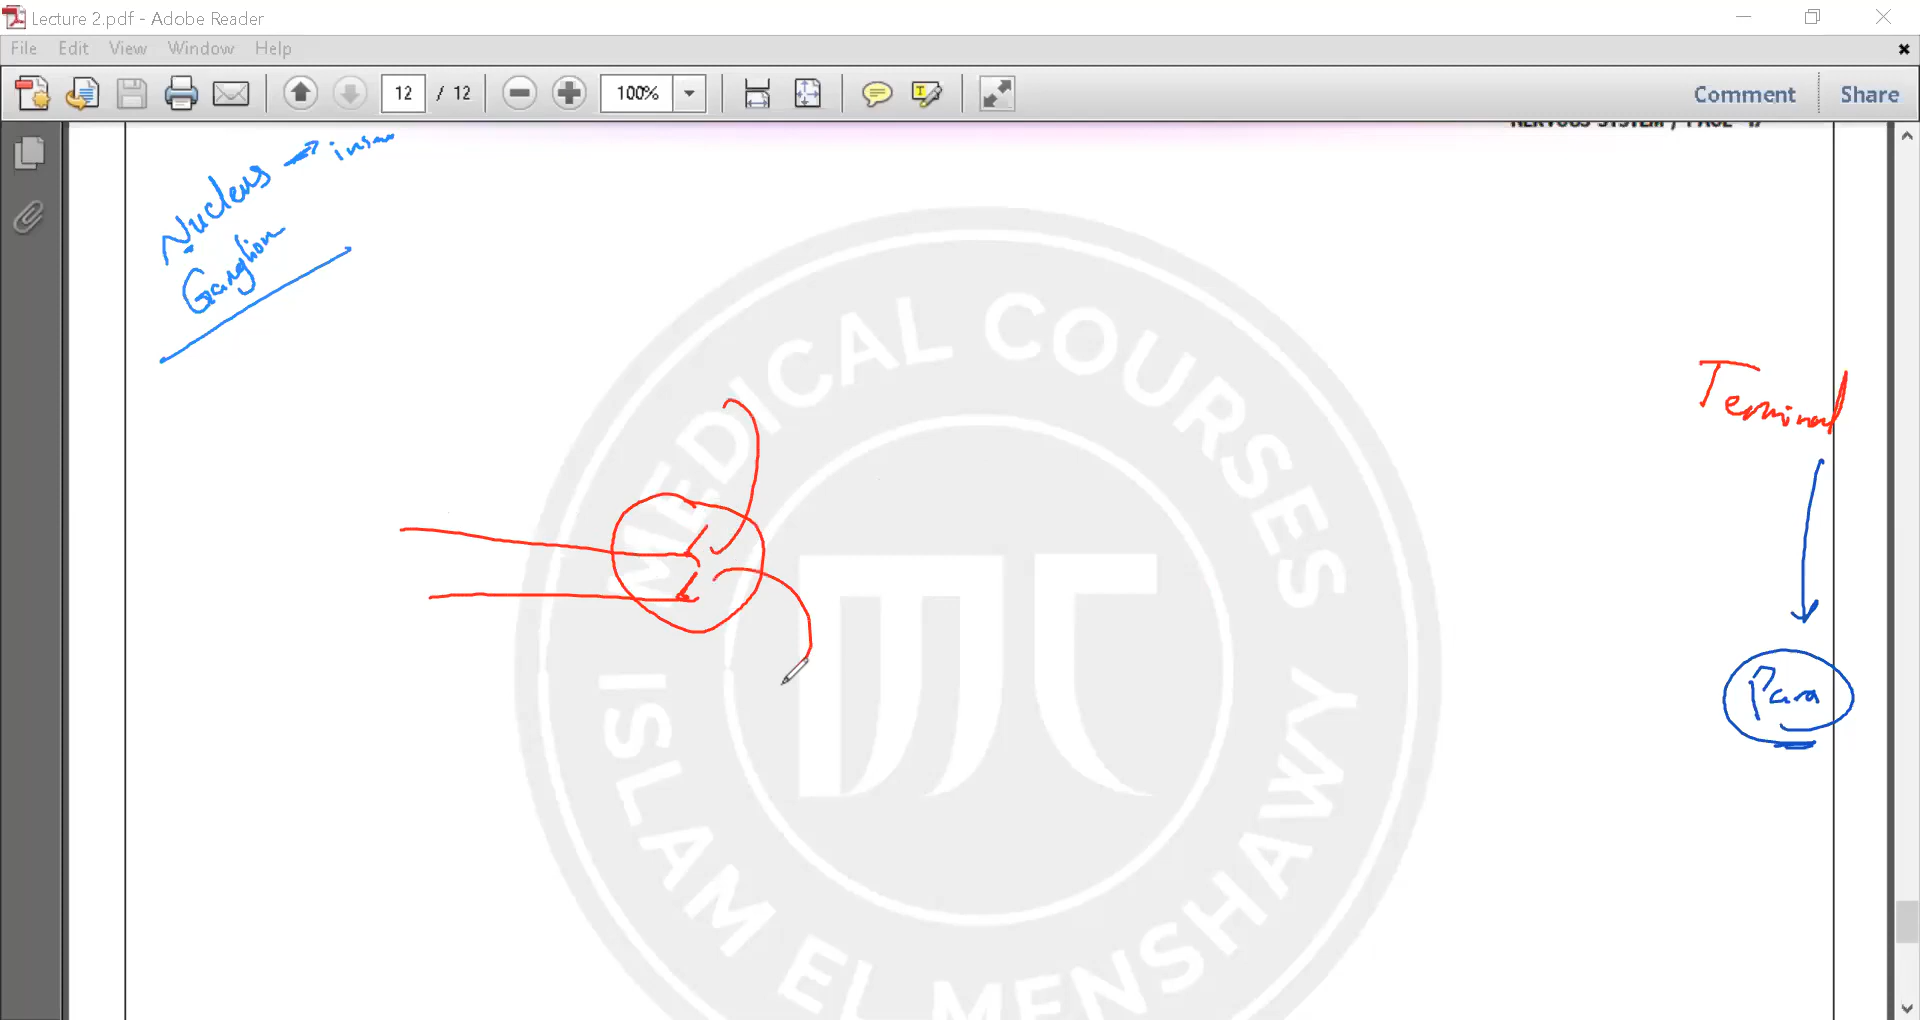 Lecture 2.pdf - Adobe Reader
File Edit View Window Help
12 / 12 100% Comment Share
Nucleus
Ganglion
Terminal
Para
MEDICAL COURSES
ISLAM EL MENSHAWY